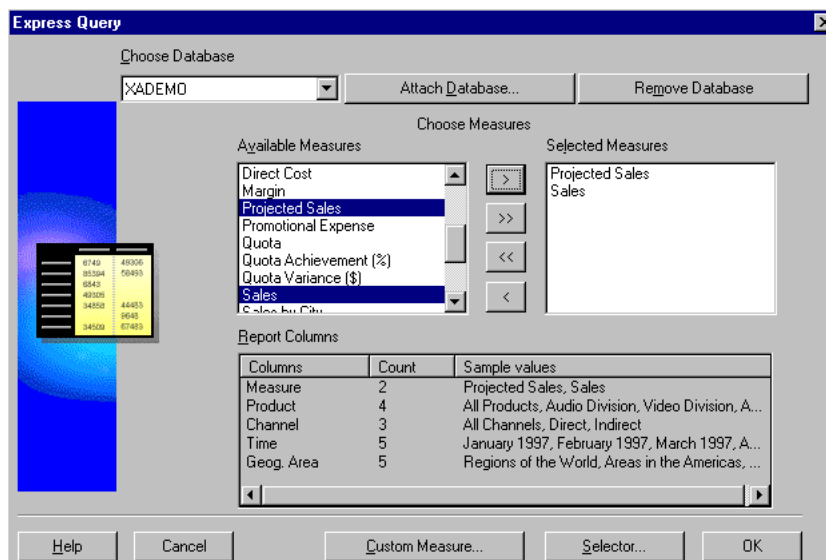 Express Query
Choose Database
XADEMO
Attach Database...
Remove Database
Choose Measures
Available Measures
Selected Measures
Direct Cost
Margin
Projected Sales
Promotional Expense
Quota
Quota Achievement (%)
Quota Variance ($)
Sales
Sales by City
>
>>
<<
<
Projected Sales
Sales
Report Columns
Columns Count Sample values
Measure 2 Projected Sales, Sales
Product 4 All Products, Audio Division, Video Division, A...
Channel 3 All Channels, Direct, Indirect
Time 5 January 1997, February 1997, March 1997, A...
Geog. Area 5 Regions of the World, Areas in the Americas, ...
Help
Cancel
Custom Measure...
Selector...
OK